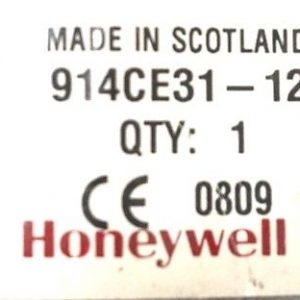 MADE IN SCOTLAND
914CE31-12
QTY: 1
CE 0809
Honeywell